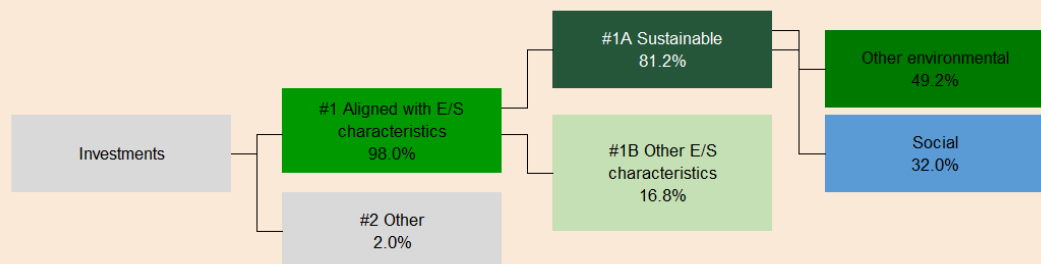 Investments
#1 Aligned with E/S
characteristics
98.0%
#2 Other
2.0%
#1A Sustainable
81.2%
#1B Other E/S
characteristics
16.8%
Other environmental
49.2%
Social
32.0%